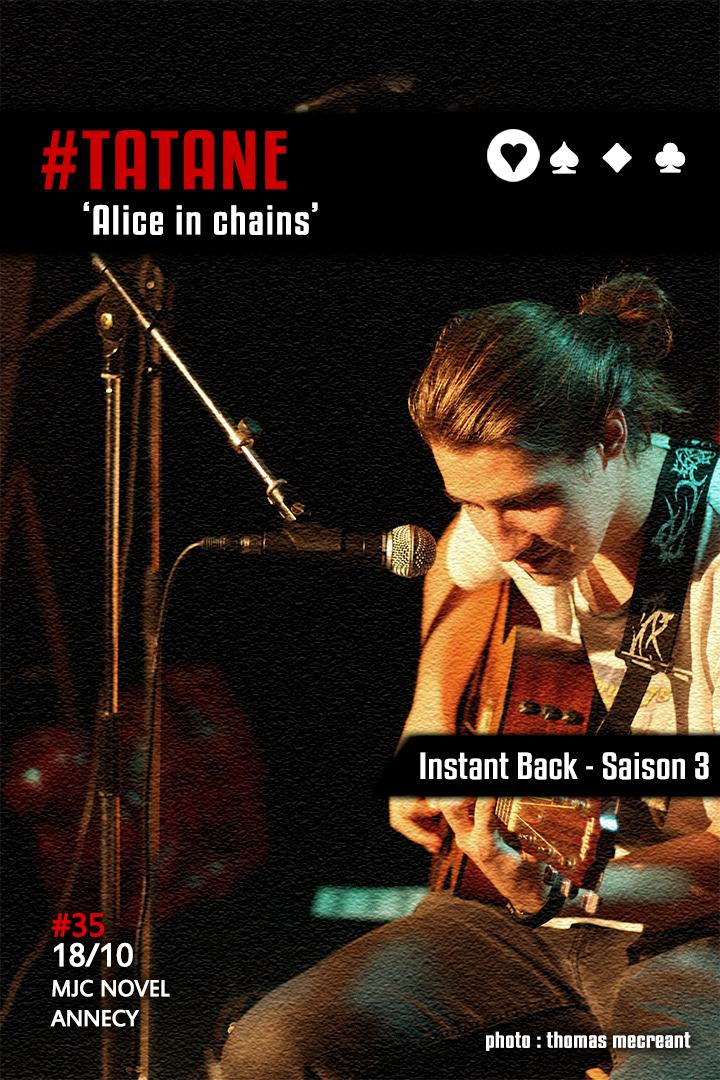 #TATANE
‘Alice in chains’
Instant Back - Saison 3
#35
18/10
MJC NOVEL
ANNECY
photo : thomas mecreant